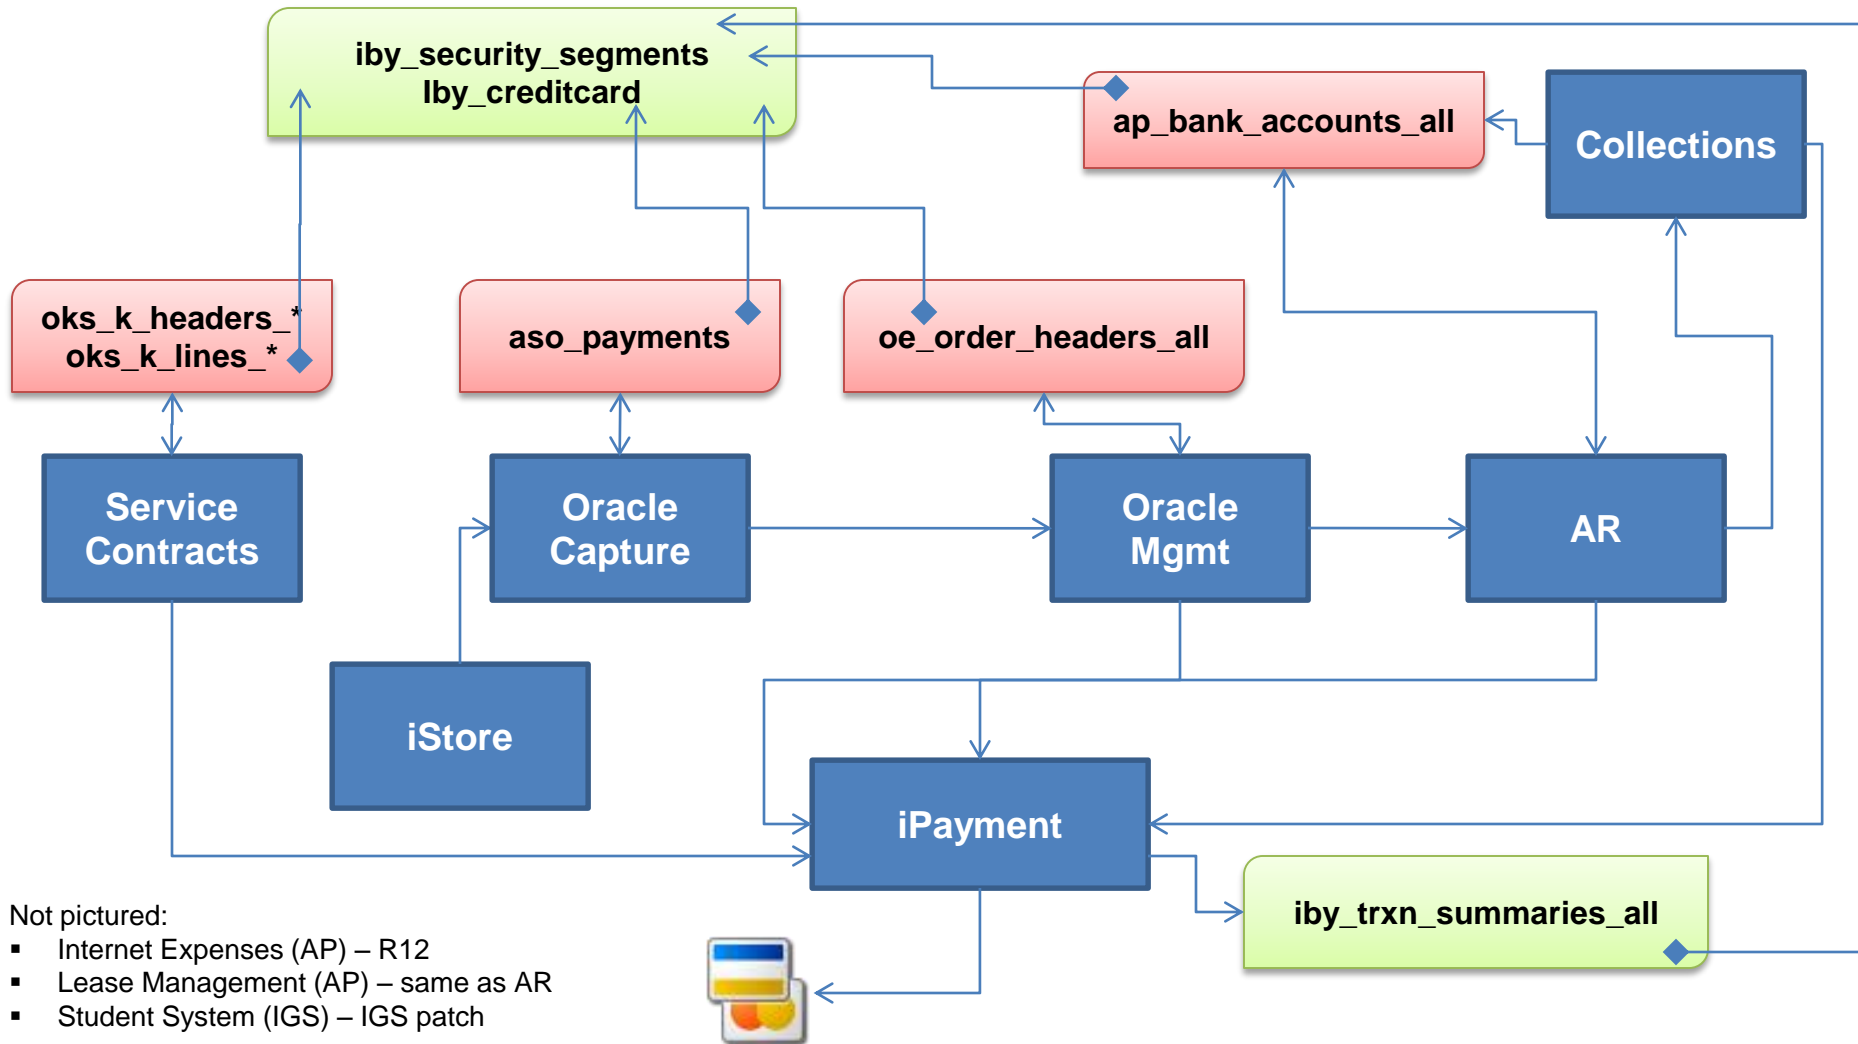 iby_security_segments
Iby_creditcard
ap_bank_accounts_all
Collections
oks_k_headers_*
oks_k_lines_*
aso_payments
oe_order_headers_all
Service
Contracts
Oracle
Capture
Oracle
Mgmt
AR
iStore
iPayment
iby_trxn_summaries_all
Not pictured:
▪ Internet Expenses (AP) – R12
▪ Lease Management (AP) – same as AR
▪ Student System (IGS) – IGS patch